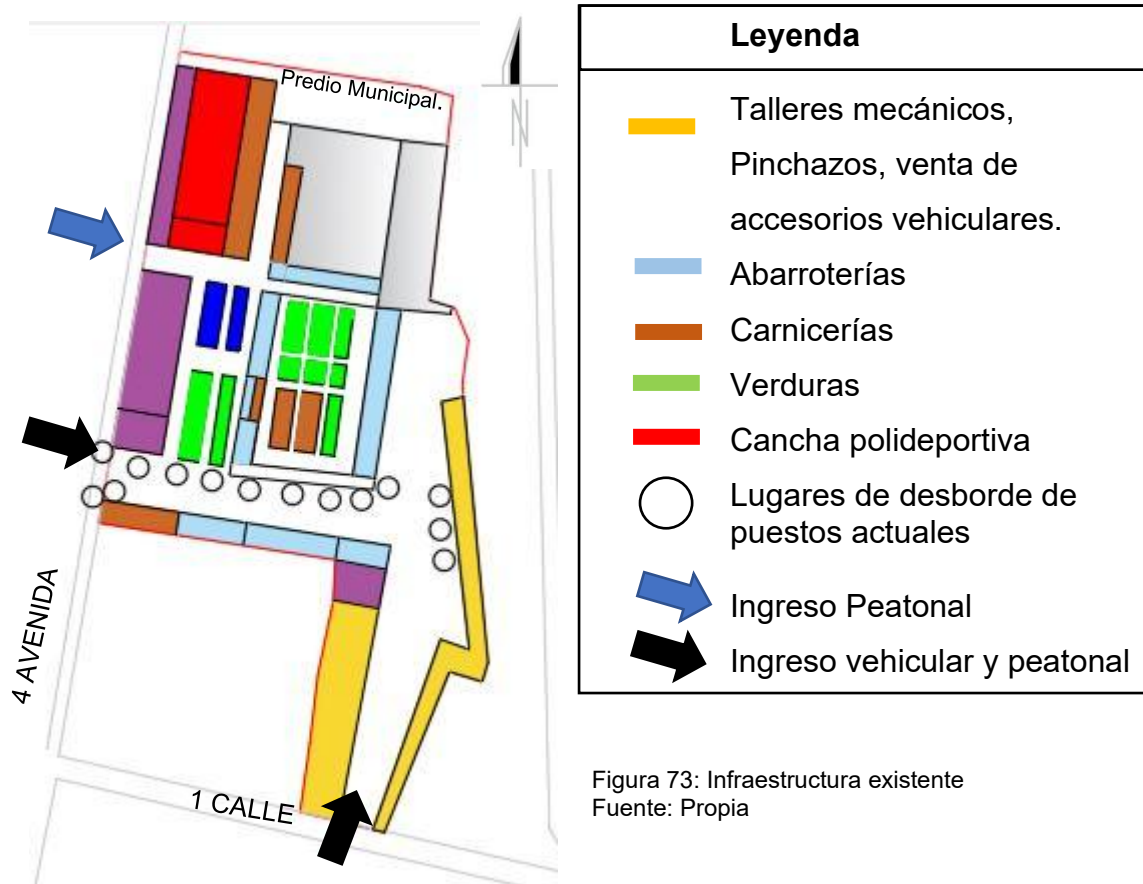 Predio Municipal.
N
4 AVENIDA
1 CALLE
Leyenda
Talleres mecánicos,
Pinchazos, venta de
accesorios vehiculares.
Abarroterías
Carnicerías
Verduras
Cancha polideportiva
Lugares de desborde de
puestos actuales
Ingreso Peatonal
Ingreso vehicular y peatonal
Figura 73: Infraestructura existente
Fuente: Propia